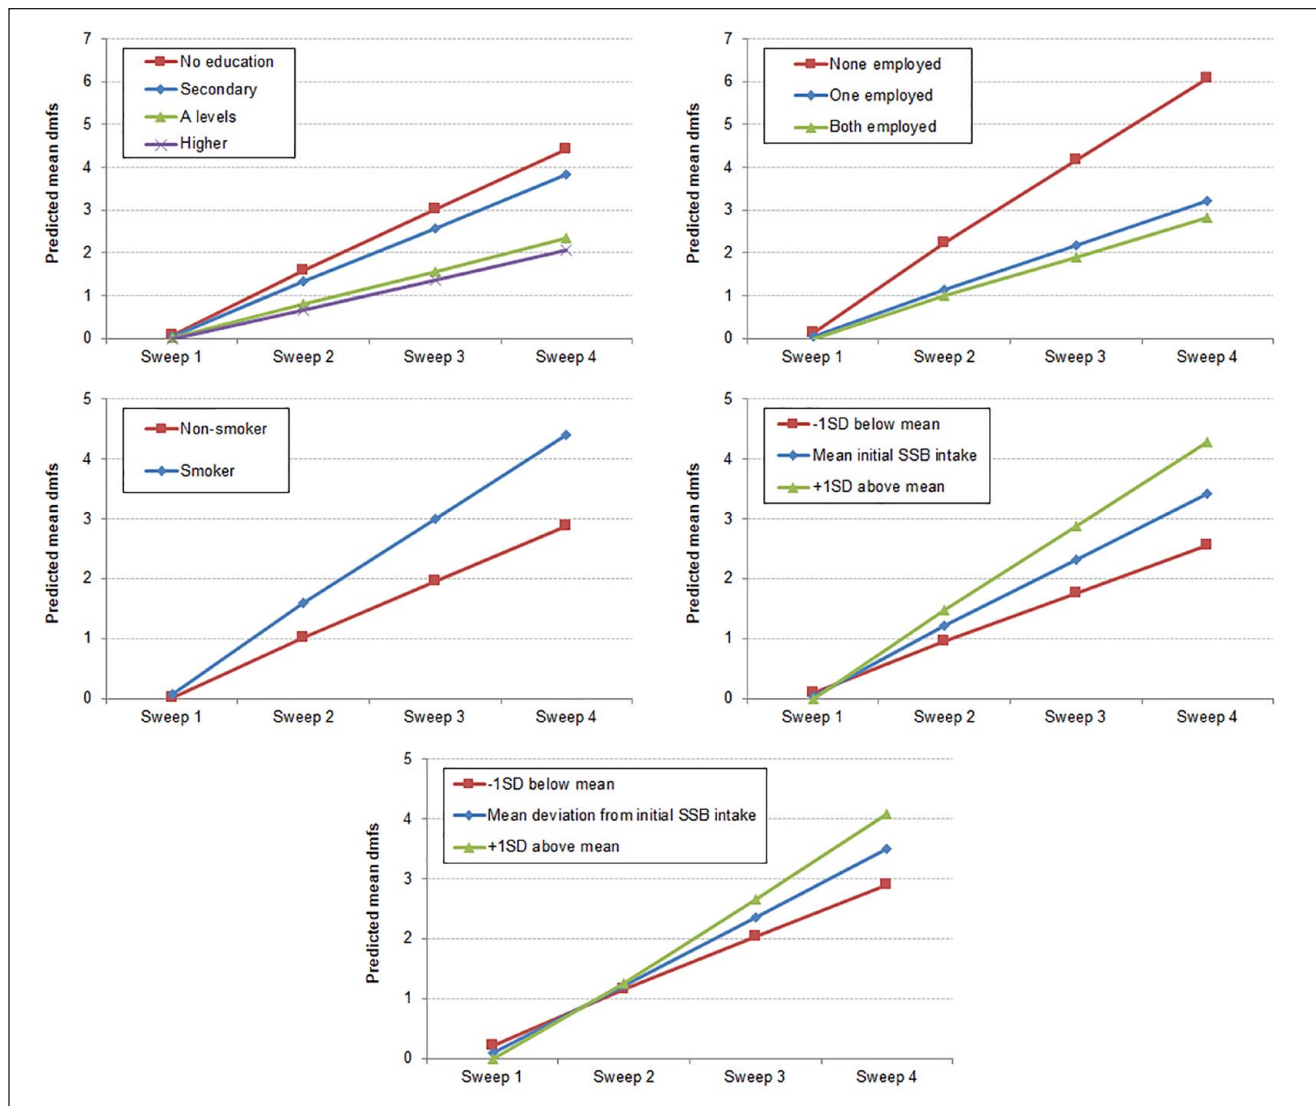 7
6
5
4
3
2
1
0
Predicted mean dmfs
No education
Secondary
A levels
Higher
Sweep 1 Sweep 2 Sweep 3 Sweep 4
7
6
5
4
3
2
1
0
Predicted mean dmfs
None employed
One employed
Both employed
Sweep 1 Sweep 2 Sweep 3 Sweep 4
5
4
3
2
1
0
Predicted mean dmfs
Non-smoker
Smoker
Sweep 1 Sweep 2 Sweep 3 Sweep 4
5
4
3
2
1
0
Predicted mean dmfs
-1SD below mean
Mean initial SSB intake
+1SD above mean
Sweep 1 Sweep 2 Sweep 3 Sweep 4
5
4
3
2
1
0
Predicted mean dmfs
-1SD below mean
Mean deviation from initial SSB intake
+1SD above mean
Sweep 1 Sweep 2 Sweep 3 Sweep 4